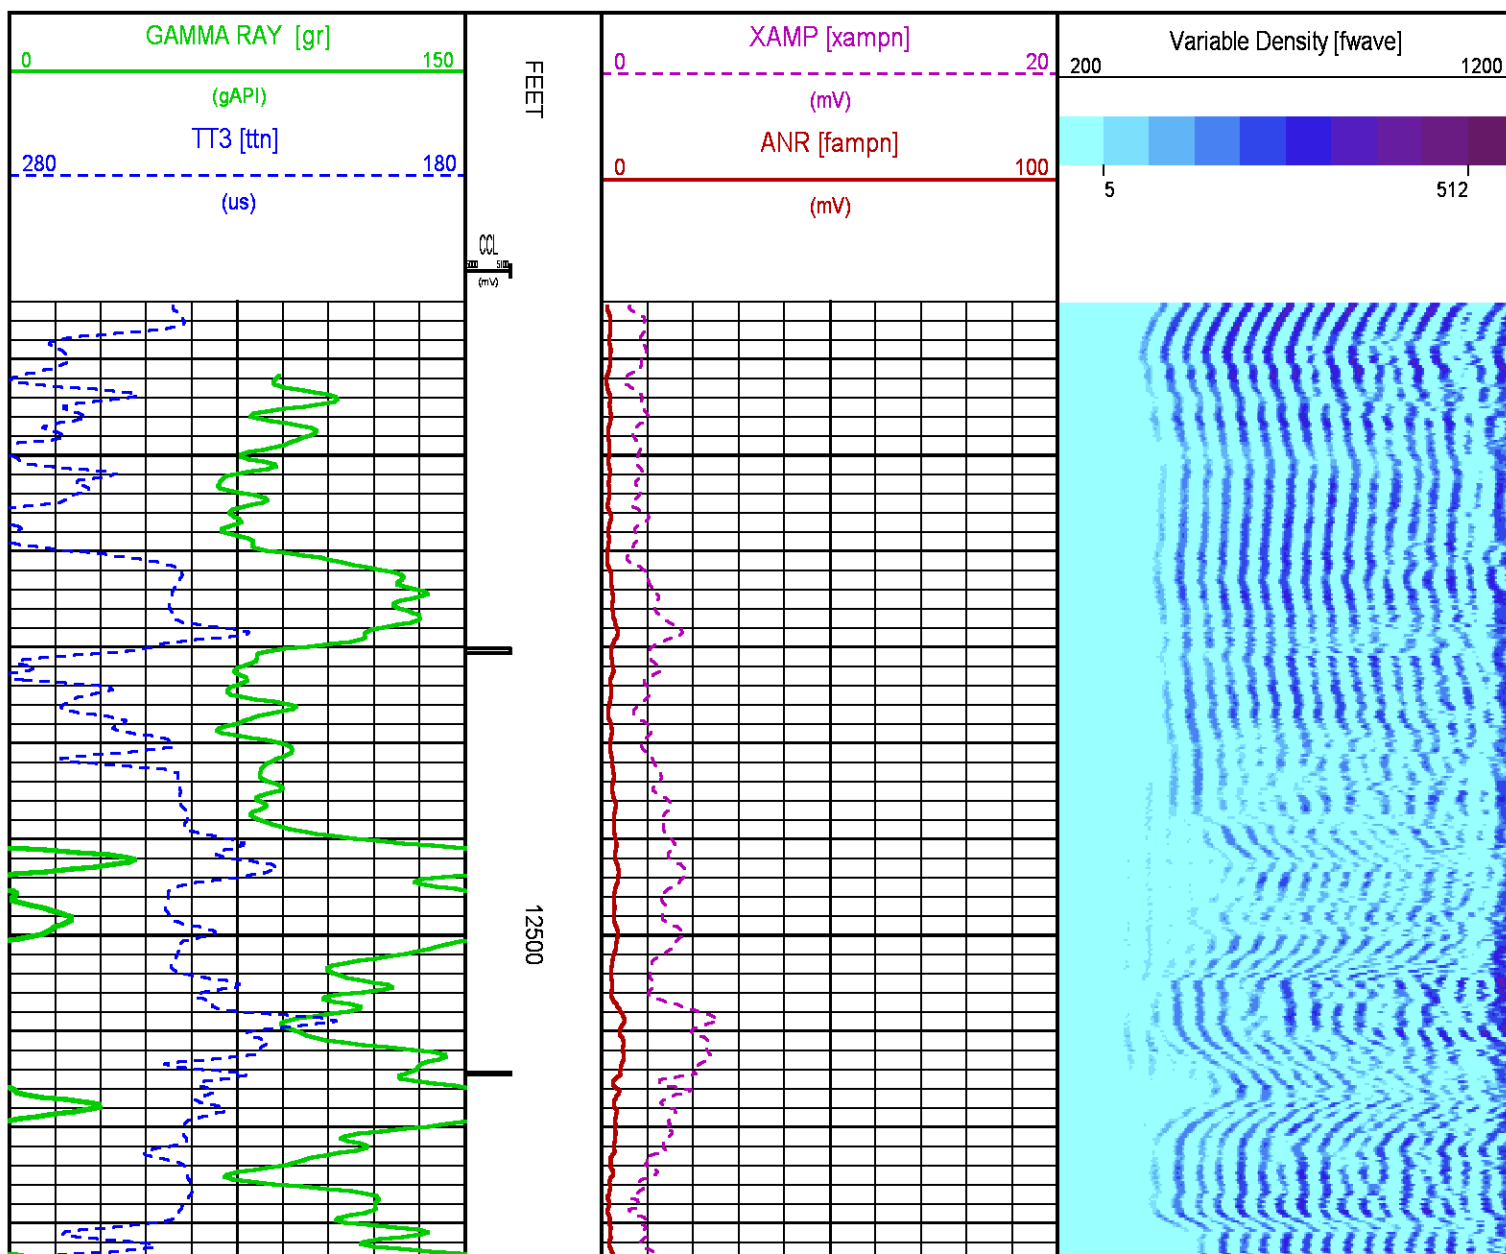 GAMMA RAY [gr]
0 150
(gAPI)
TT3 [ttn]
280 180
(us)
FEET
CCL
(mV)
XAMP [xampn]
0 20
(mV)
ANR [fampn]
0 100
(mV)
Variable Density [fwave]
200 1200
5 512
12500